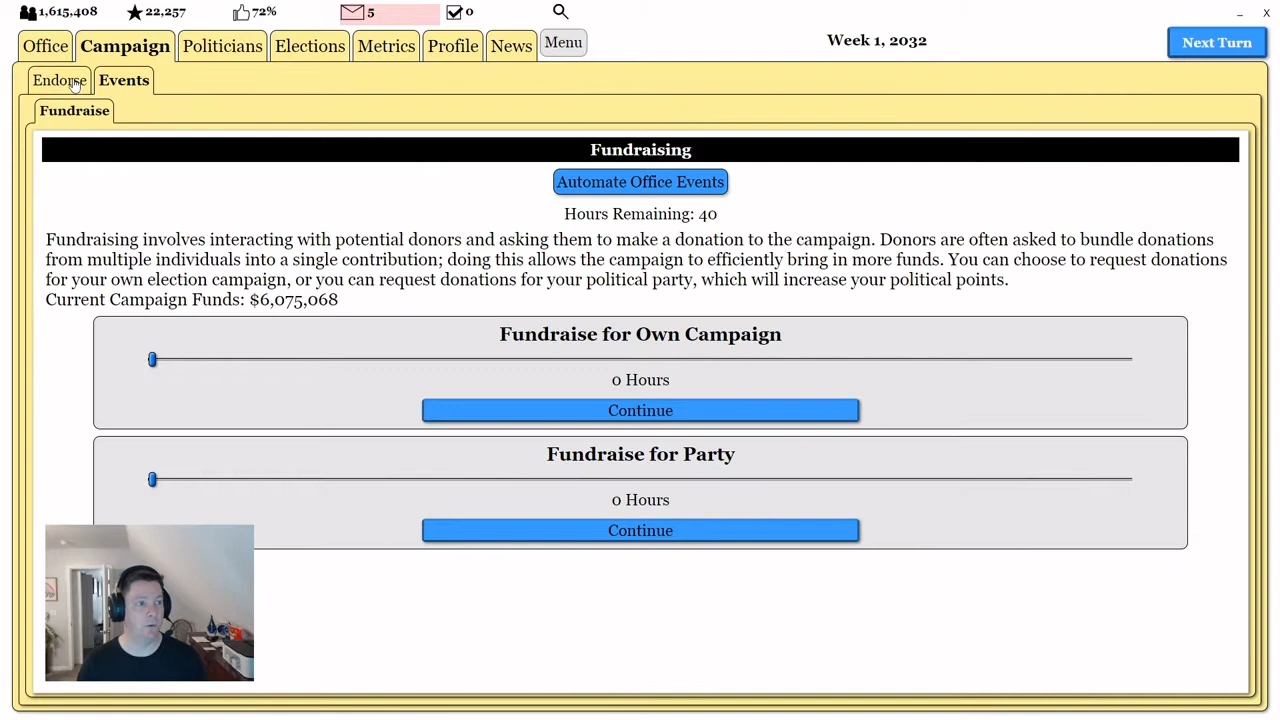 1,615,408 22,257 72% 5 0
Office Campaign Politicians Elections Metrics Profile News Menu Week 1, 2032 Next Turn
Endorse Events
Fundraise
Fundraising
Automate Office Events
Hours Remaining: 40
Fundraising involves interacting with potential donors and asking them to make a donation to the campaign. Donors are often asked to bundle donations
from multiple individuals into a single contribution; doing this allows the campaign to efficiently bring in more funds. You can choose to request donations
for your own election campaign, or you can request donations for your political party, which will increase your political points.
Current Campaign Funds: $6,075,068
Fundraise for Own Campaign
0 Hours
Continue
Fundraise for Party
0 Hours
Continue